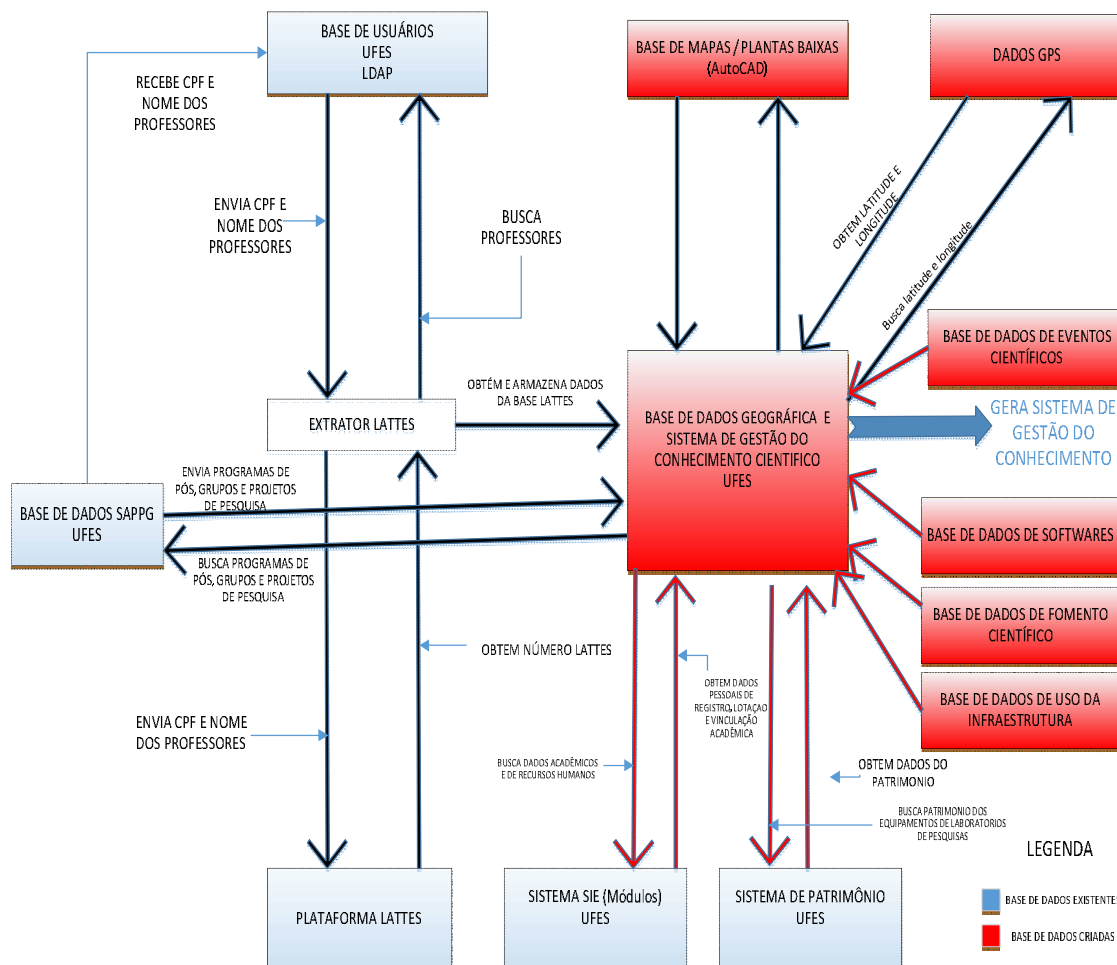 BASE DE USUÁRIOS
UFES
LDAP
BASE DE MAPAS / PLANTAS BAIXAS
(AutoCAD)
DADOS GPS
RECEBE CPF E
NOME DOS
PROFESSORES
ENVIA CPF E
NOME DOS
PROFESSORES
BUSCA
PROFESSORES
OBTEM LATITUDE E
LONGITUDE
Busca latitude e longitude
BASE DE DADOS DE EVENTOS
CIENTÍFICOS
OBTÉM E ARMAZENA DADOS
DA BASE LATTES
EXTRATOR LATTES
BASE DE DADOS GEOGRÁFICA E
SISTEMA DE GESTÃO DO
CONHECIMENTO CIENTIFICO
UFES
GERA SISTEMA DE
GESTÃO DO
CONHECIMENTO
ENVIA PROGRAMAS DE
PÓS, GRUPOS E PROJETOS
DE PESQUISA
BASE DE DADOS SAPPG
UFES
BUSCA PROGRAMAS DE
PÓS, GRUPOS E PROJETOS
DE PESQUISA
BASE DE DADOS DE SOFTWARES
BASE DE DADOS DE FOMENTO
CIENTÍFICO
BASE DE DADOS DE USO DA
INFRAESTRUTURA
OBTEM NÚMERO LATTES
OBTEM DADOS
PESSOAIS DE
REGISTRO, LOTAÇAO
E VINCULAÇÃO
ACADÊMICA
ENVIA CPF E NOME
DOS PROFESSORES
BUSCA DADOS ACADÊMICOS
E DE RECURSOS HUMANOS
OBTEM DADOS DO
PATRIMONIO
BUSCA PATRIMONIO DOS
EQUIPAMENTOS DE LABORATORIOS
DE PESQUISAS
PLATAFORMA LATTES
SISTEMA SIE (Módulos)
UFES
SISTEMA DE PATRIMÔNIO
UFES
LEGENDA
BASE DE DADOS EXISTENTES
BASE DE DADOS CRIADAS